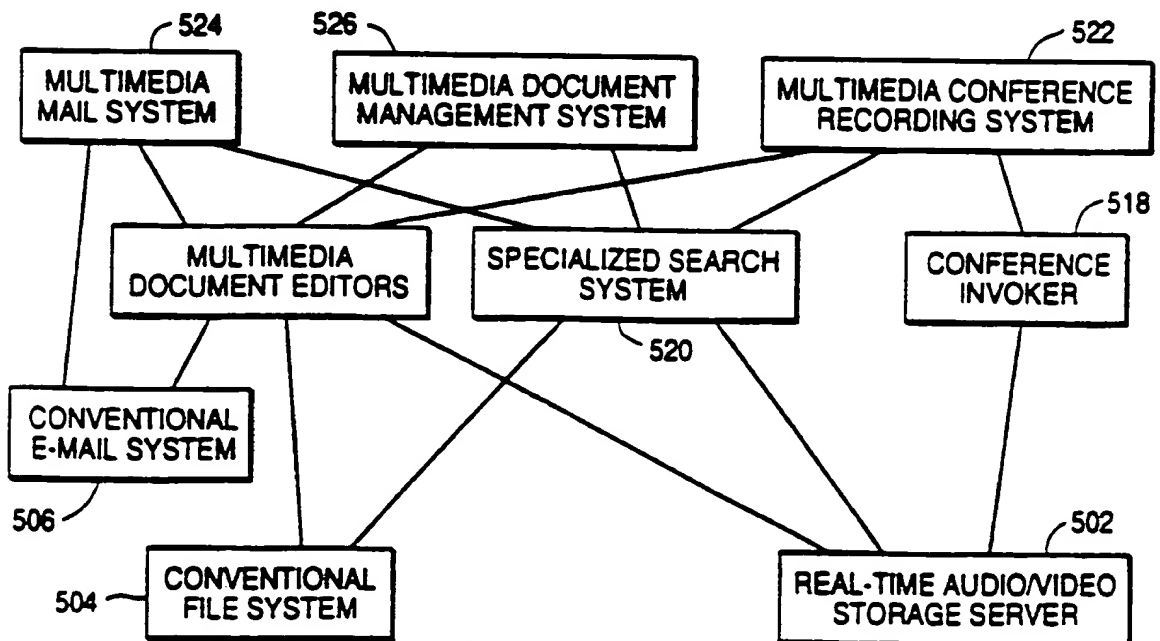 524
526
522
MULTIMEDIA
MAIL SYSTEM
MULTIMEDIA DOCUMENT
MANAGEMENT SYSTEM
MULTIMEDIA CONFERENCE
RECORDING SYSTEM
518
MULTIMEDIA
DOCUMENT EDITORS
SPECIALIZED SEARCH
SYSTEM
CONFERENCE
INVOKER
520
CONVENTIONAL
E-MAIL SYSTEM
506
502
504
CONVENTIONAL
FILE SYSTEM
REAL-TIME AUDIO/VIDEO
STORAGE SERVER